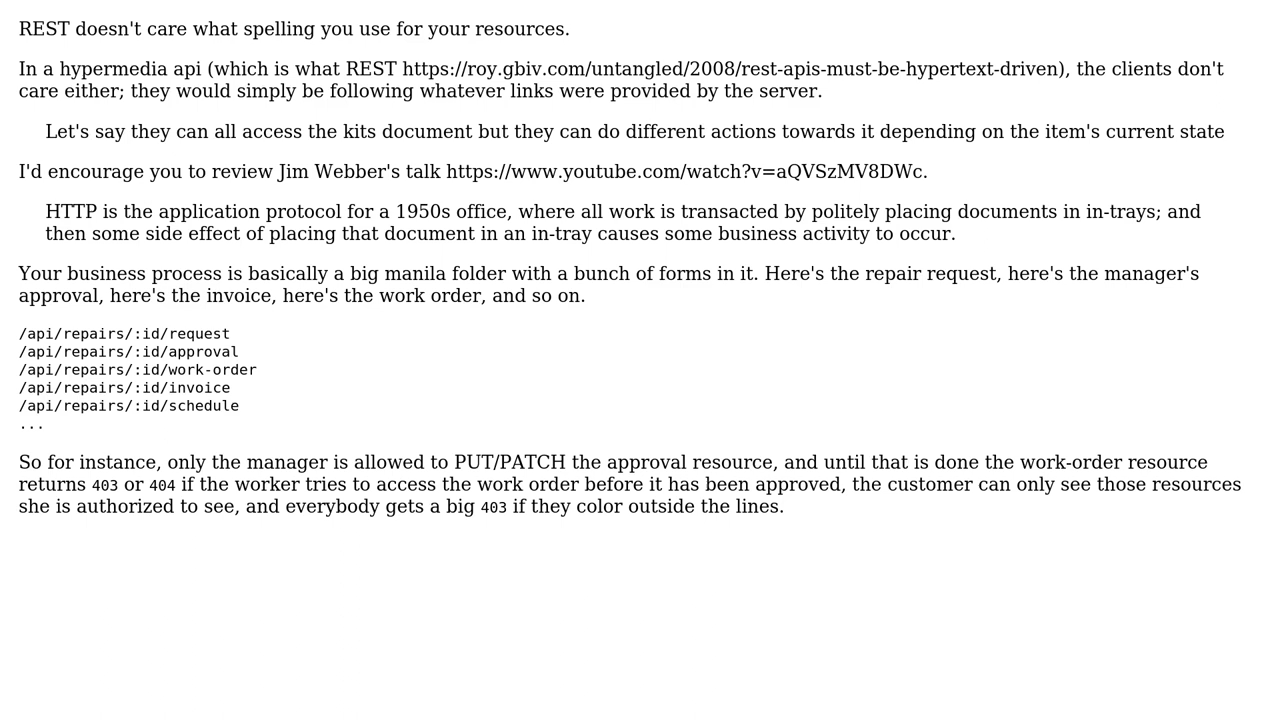 REST doesn't care what spelling you use for your resources.
In a hypermedia api (which is what REST https://roy.gbiv.com/untangled/2008/rest-apis-must-be-hypertext-driven), the clients don't
care either; they would simply be following whatever links were provided by the server.
Let's say they can all access the kits document but they can do different actions towards it depending on the item's current state
I'd encourage you to review Jim Webber's talk https://www.youtube.com/watch?v=aQVSzMV8DWc.
HTTP is the application protocol for a 1950s office, where all work is transacted by politely placing documents in in-trays; and
then some side effect of placing that document in an in-tray causes some business activity to occur.
Your business process is basically a big manila folder with a bunch of forms in it. Here's the repair request, here's the manager's
approval, here's the invoice, here's the work order, and so on.
/api/repairs/:id/request
/api/repairs/:id/approval
/api/repairs/:id/work-order
/api/repairs/:id/invoice
/api/repairs/:id/schedule
...
So for instance, only the manager is allowed to PUT/PATCH the approval resource, and until that is done the work-order resource
returns 403 or 404 if the worker tries to access the work order before it has been approved, the customer can only see those resources
she is authorized to see, and everybody gets a big 403 if they color outside the lines.